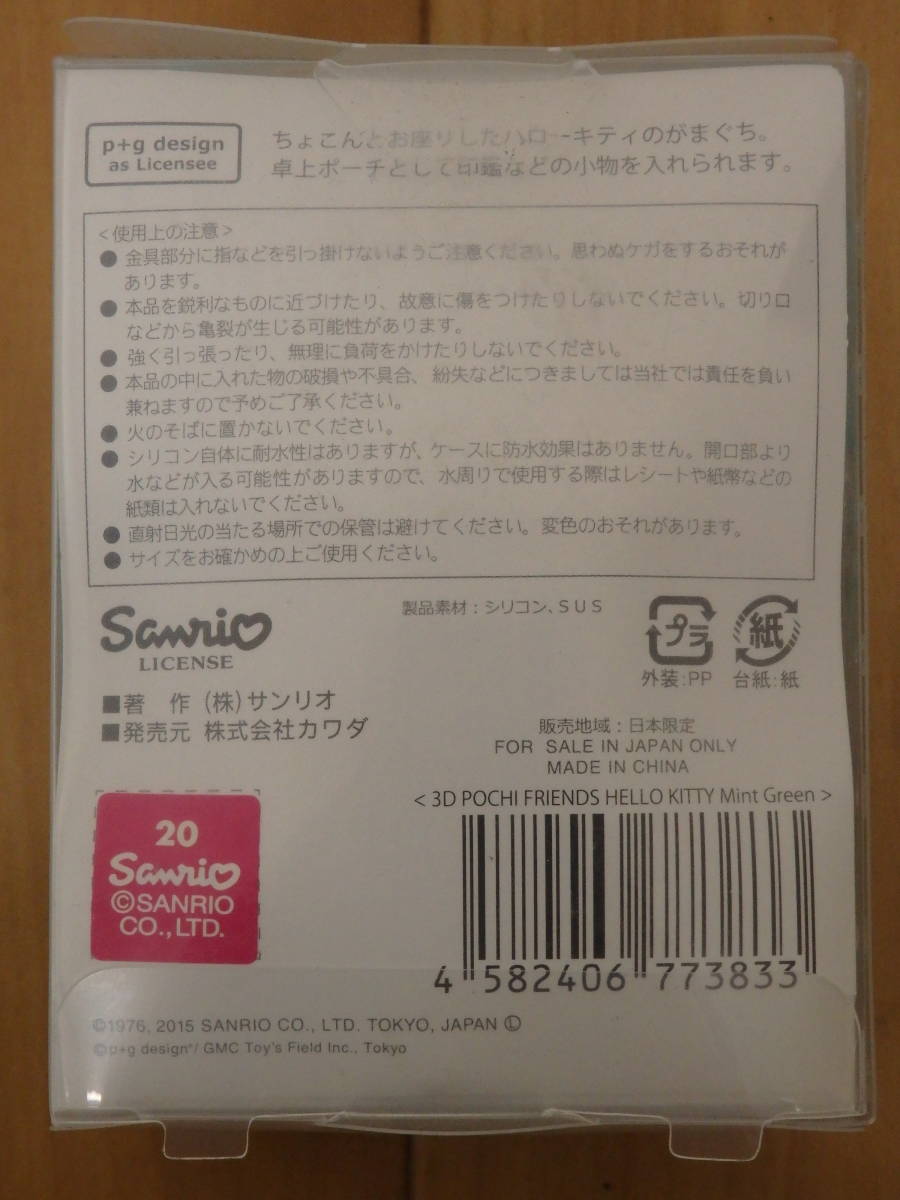 p+g design
as Licensee
ちょこんとお座りしたハローキティのがまぐち。
卓上ポーチとして印鑑などの小物を入れられます。
<使用上の注意>
● 金具部分に指などを引っ掛けないようご注意ください。思わぬケガをするおそれが
あります。
● 本品を鋭利なものに近づけたり、故意に傷をつけたりしないでください。切り口
などから亀裂が生じる可能性があります。
● 強く引っ張ったり、無理に負荷をかけたりしないでください。
● 本品の中に入れた物の破損や不具合、紛失などにつきましては当社では責任を負い
兼ねますので予めご了承ください。
● 火のそばに置かないでください。
● シリコン自体に耐水性はありますが、ケースに防水効果はありません。開口部より
水などが入る可能性がありますので、水周りで使用する際はレシートや紙幣などの
紙類は入れないでください。
● 直射日光の当たる場所での保管は避けてください。変色のおそれがあります。
● サイズをお確かめの上ご使用ください。
Sanrio
LICENSE
製品素材：シリコン、SUS
プラ
紙
外装：PP 台紙：紙
■著 作 (株)サンリオ
■発売元 株式会社カワダ
販売地域：日本限定
FOR SALE IN JAPAN ONLY
MADE IN CHINA
< 3D POCHI FRIENDS HELLO KITTY Mint Green >
20
Sanrio
©SANRIO
CO.,LTD.
4 582406 773833
©1976, 2015 SANRIO CO., LTD. TOKYO, JAPAN Ⓛ
©p+g design®/ GMC Toy's Field Inc., Tokyo